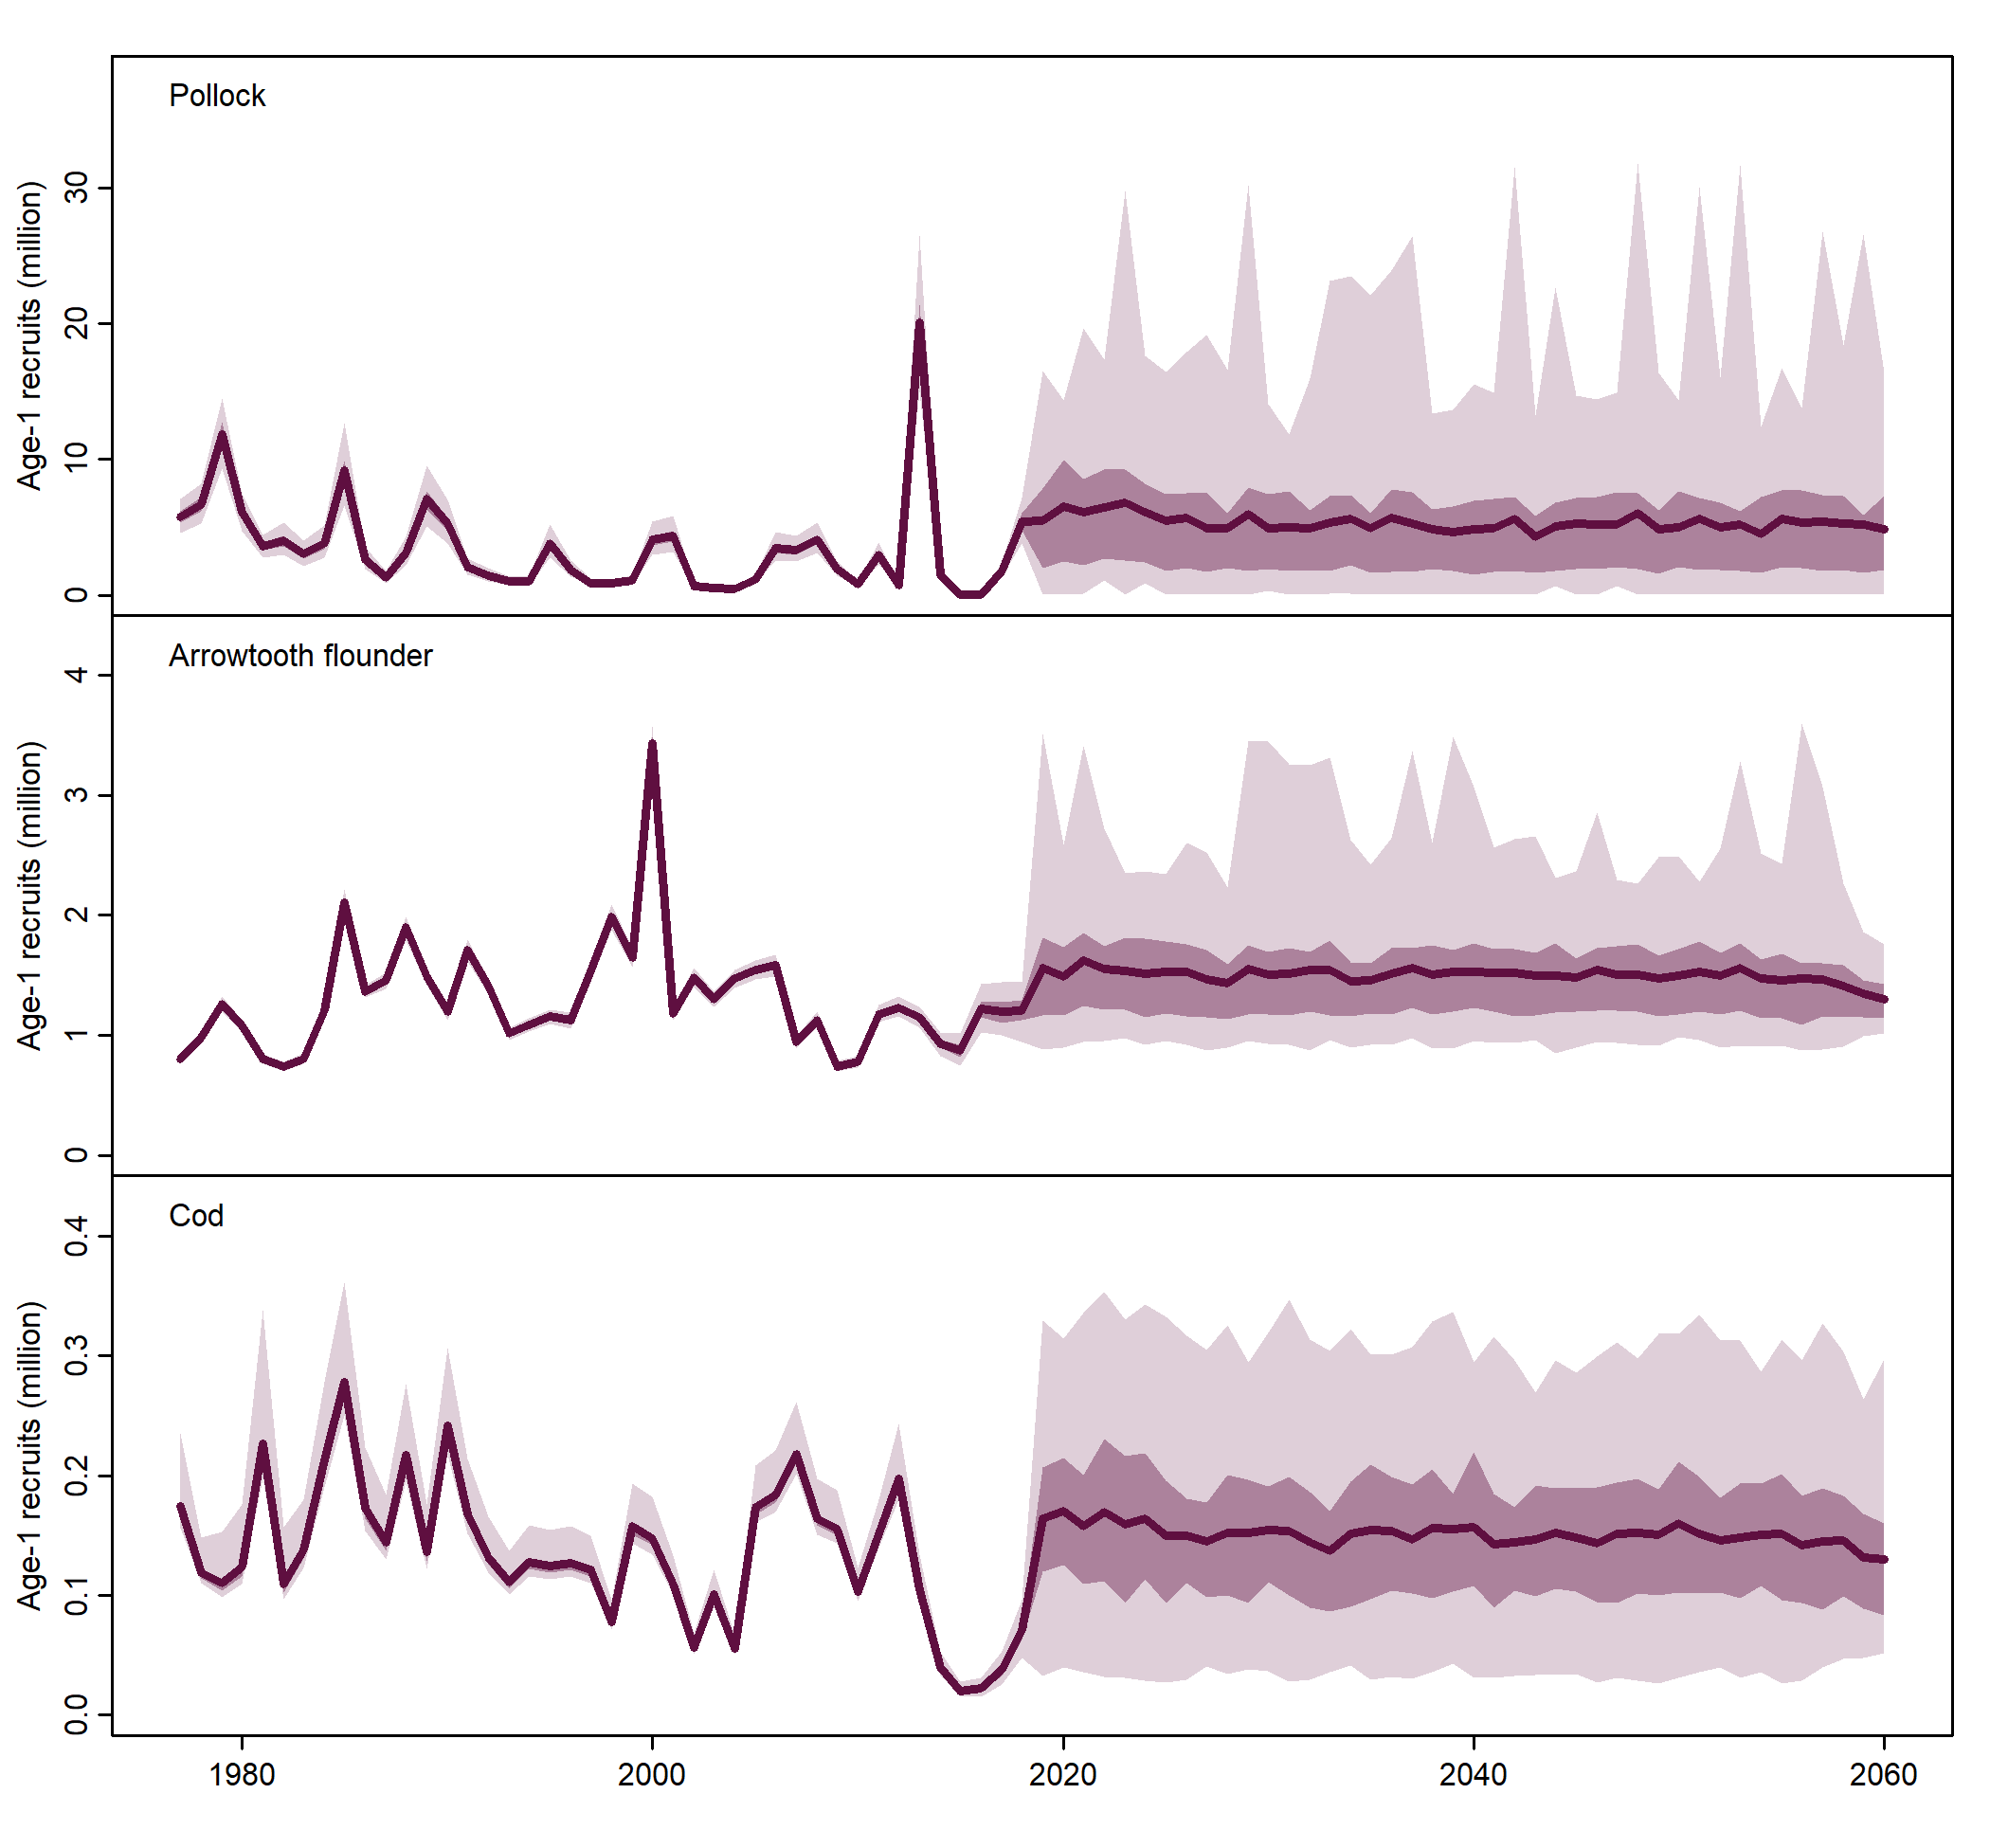 Pollock
Age-1 recruits (million)
30
20
10
0
Arrowtooth flounder
Age-1 recruits (million)
4
3
2
1
0
Cod
Age-1 recruits (million)
0.4
0.3
0.2
0.1
0.0
1980 2000 2020 2040 2060